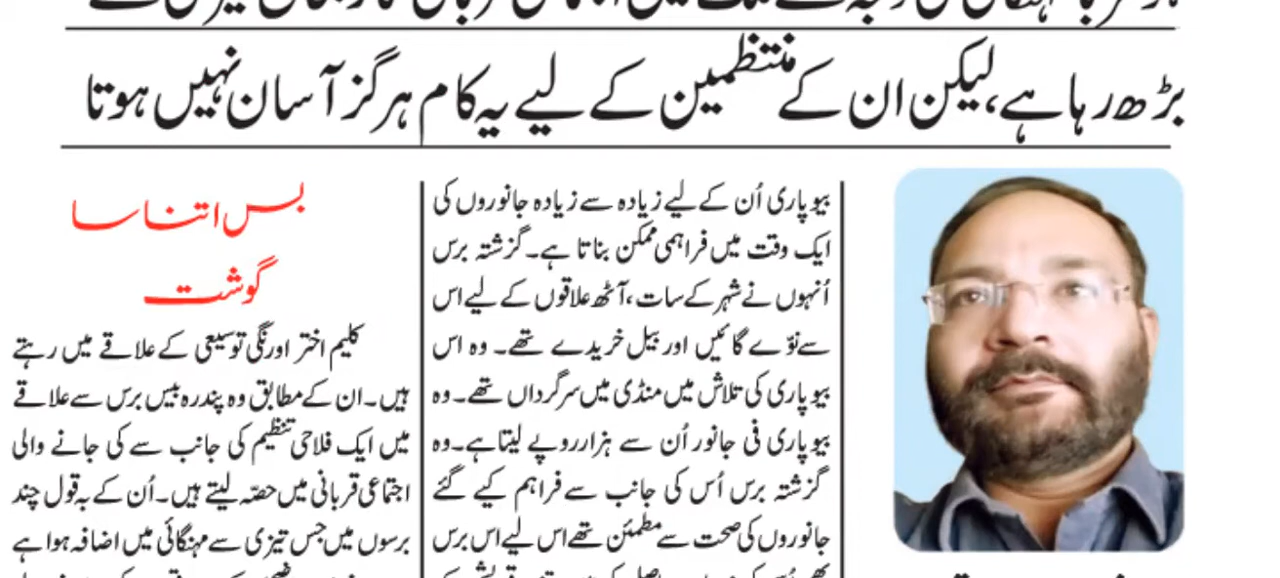 بڑھ رہا ہے، لیکن ان کے منتظمین کے لیے یہ کام ہرگز آسان نہیں ہوتا
بیوپاری اُن کے لیے زیادہ سے زیادہ جانوروں کی
ایک وقت میں فراہمی ممکن بناتا ہے۔ گزشتہ برس
اُنہوں نے شہر کے سات، آٹھ علاقوں کے لیے اس
سے نوّے گائیں اور بیل خریدے تھے۔ وہ اس
بیوپاری کی تلاش میں منڈی میں سرگرداں تھے۔ وہ
بیوپاری فی جانور اُن سے ہزار روپے لیتا ہے۔ وہ
گزشتہ برس اُس کی جانب سے فراہم کیے گئے
جانوروں کی صحت سے مطمئن تھے اس لیے اس برس
بس اتنا سا
گوشت
کلیم اختر اورنگی توسیعی کے علاقے میں رہتے
ہیں۔ ان کے مطابق وہ پندرہ بیس برس سے علاقے
میں ایک فلاحی تنظیم کی جانب سے کی جانے والی
اجتماعی قربانی میں حصّہ لیتے ہیں۔ اُن کے بہ قول چند
برسوں میں جس تیزی سے مہنگائی میں اضافہ ہوا ہے